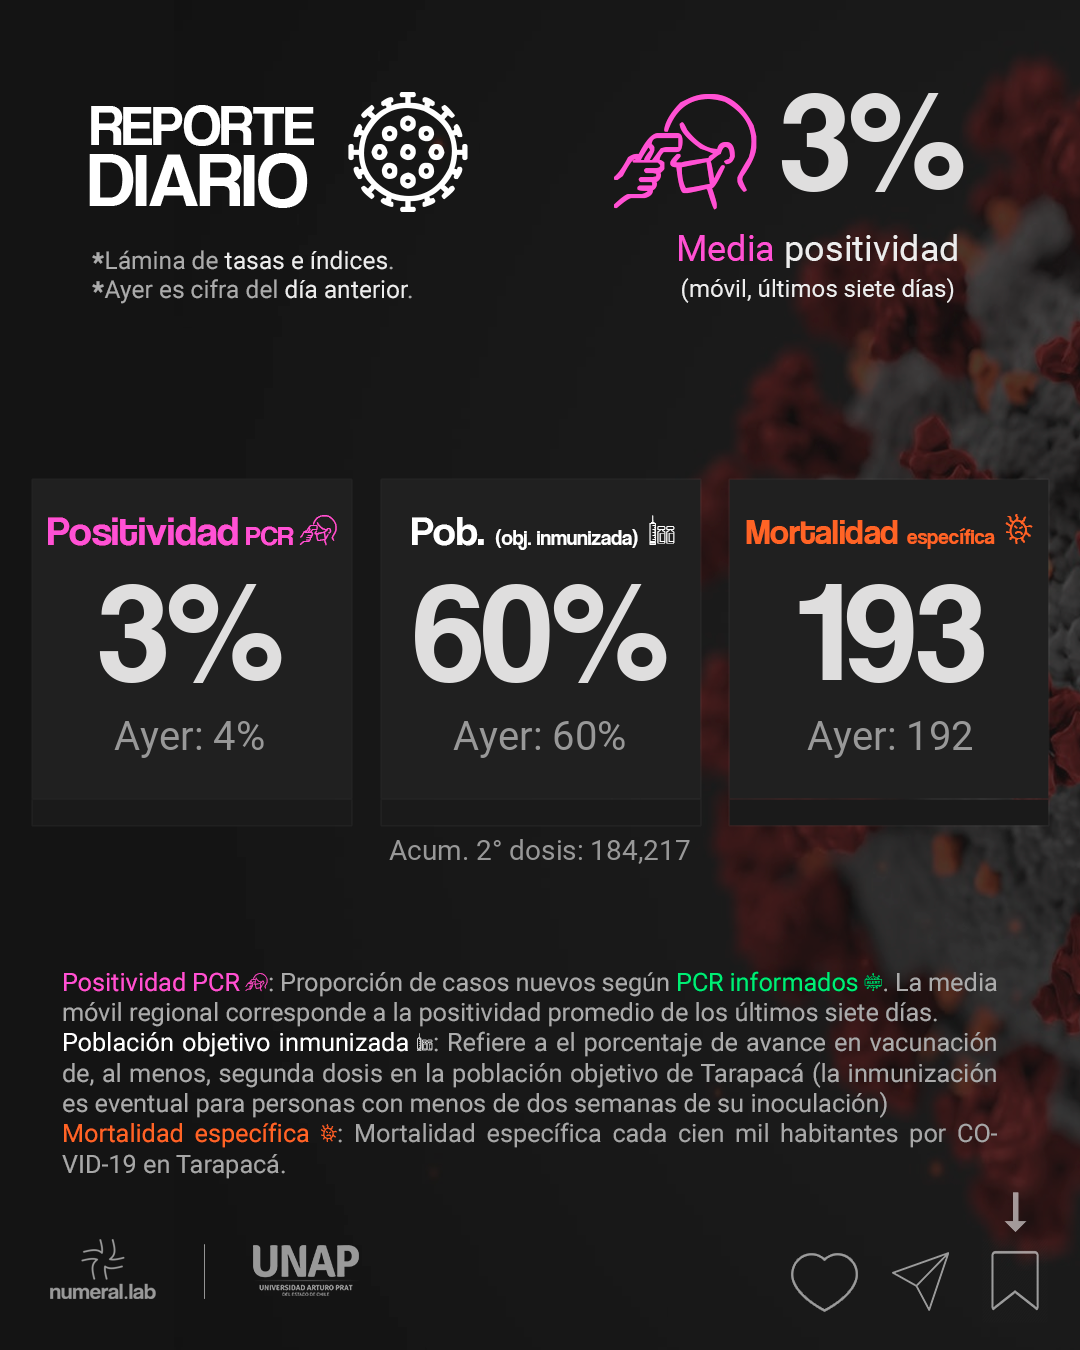 REPORTE
DIARIO
*Lámina de tasas e índices.
*Ayer es cifra del día anterior.
3%
Media positividad
(móvil, últimos siete días)
Positividad PCR
3%
Ayer: 4%
Pob. (obj. inmunizada)
60%
Ayer: 60%
Acum. 2° dosis: 184,217
Mortalidad específica
193
Ayer: 192
Positividad PCR: Proporción de casos nuevos según PCR informados. La media
móvil regional corresponde a la positividad promedio de los últimos siete días.
Población objetivo inmunizada: Refiere a el porcentaje de avance en vacunación
de, al menos, segunda dosis en la población objetivo de Tarapacá (la inmunización
es eventual para personas con menos de dos semanas de su inoculación)
Mortalidad específica: Mortalidad específica cada cien mil habitantes por CO-
VID-19 en Tarapacá.
numeral.lab
UNAP
UNIVERSIDAD ARTURO PRAT
DEL ESTADO DE CHILE